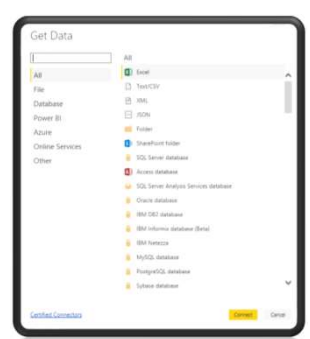 Get Data
All
All
File
Database
Power BI
Azure
Online Services
Other
Excel
Text/CSV
XML
JSON
Folder
SharePoint folder
SQL Server database
Access database
SQL Server Analysis Services database
Oracle database
IBM DB2 database
IBM Informix database (Beta)
IBM Netezza
MySQL database
PostgreSQL database
Sybase database
Certified Connectors
Connect
Cancel